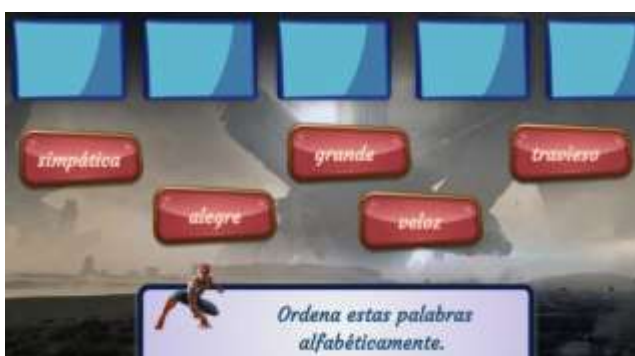 simpática
grande
travieso
alegre
veloz
Ordena estas palabras
alfabéticamente.